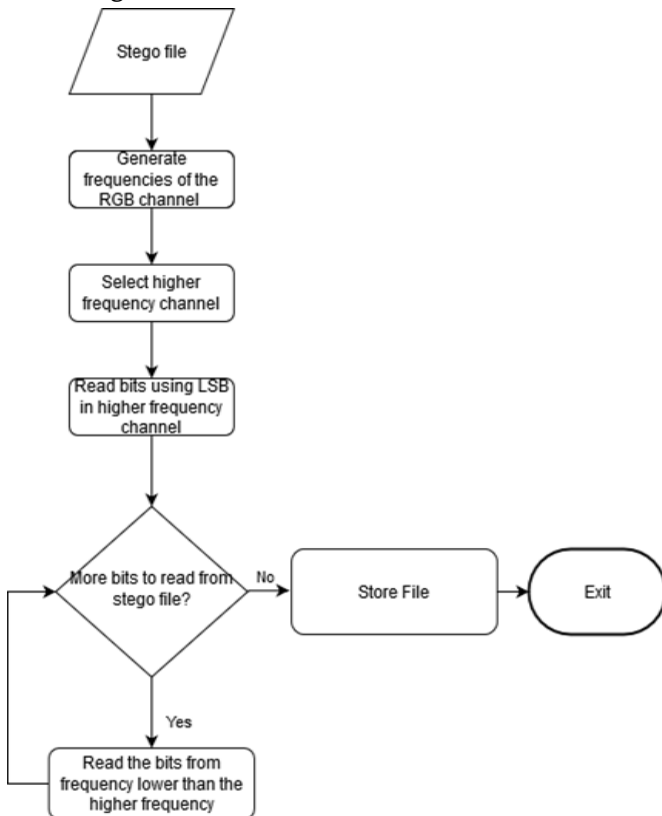 Stego file
Generate
frequencies of the
RGB channel
Select higher
frequency channel
Read bits using LSB
in higher frequency
channel
More bits to read from
stego file?
No
Store File
Exit
Yes
Read the bits from
frequency lower than the
higher frequency